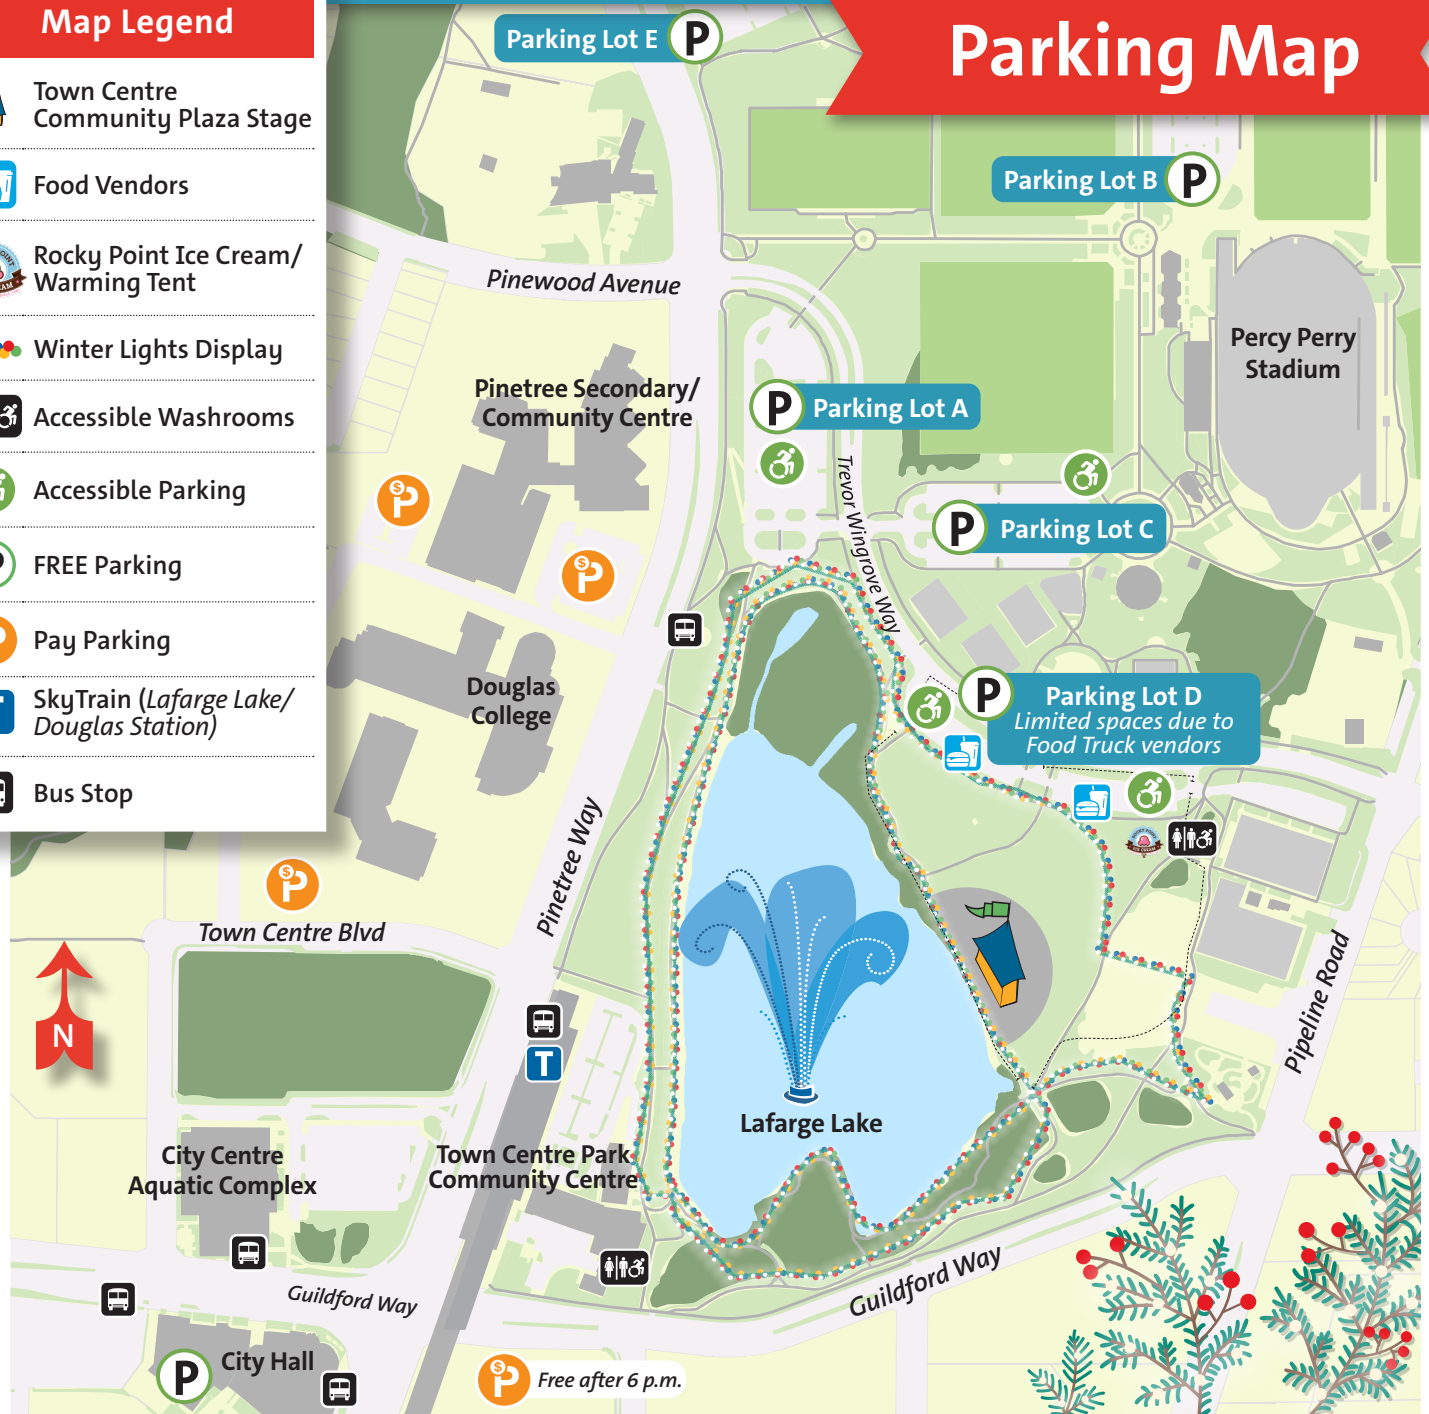 Map Legend
Town Centre
Community Plaza Stage
Food Vendors
Rocky Point Ice Cream/
Warming Tent
Winter Lights Display
Accessible Washrooms
Accessible Parking
FREE Parking
Pay Parking
SkyTrain (Lafarge Lake/
Douglas Station)
Bus Stop
Parking Map
Parking Lot E P
Parking Lot B P
Pinewood Avenue
Percy Perry
Stadium
Pinetree Secondary/
Community Centre
P Parking Lot A
Trevor Wingrove Way
$P
P Parking Lot C
$P
Douglas
College
P Parking Lot D
Limited spaces due to
Food Truck vendors
Pinetree Way
$P
Town Centre Blvd
Pipeline Road
N
T
Lafarge Lake
City Centre
Aquatic Complex
Town Centre Park
Community Centre
Guildford Way
Guildford Way
P City Hall
$P Free after 6 p.m.